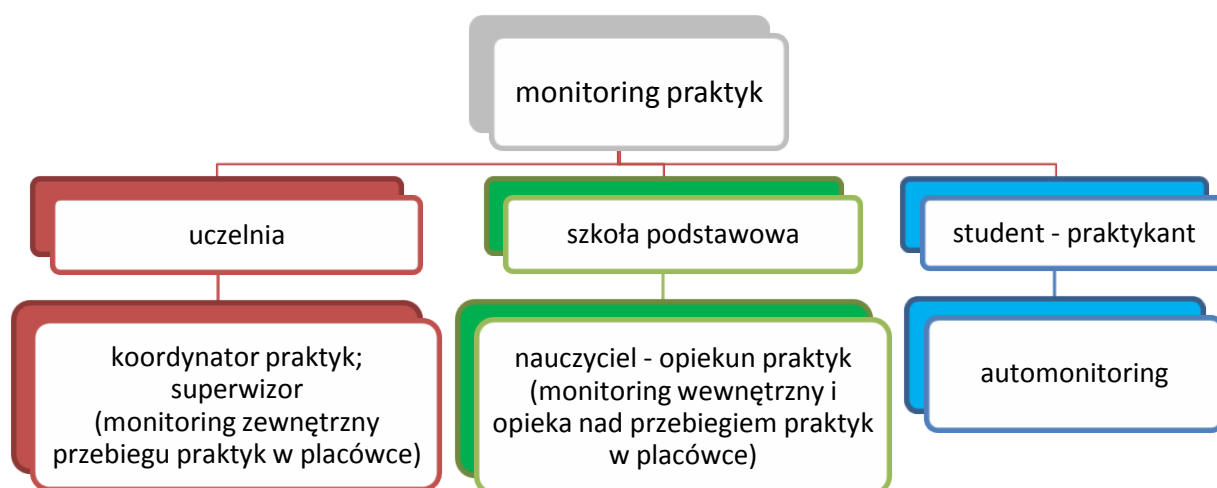 monitoring praktyk
uczelnia
szkoła podstawowa
student - praktykant
koordynator praktyk;
superwizor
(monitoring zewnętrzny
przebiegu praktyk w placówce)
nauczyciel - opiekun praktyk
(monitoring wewnętrzny i
opieka nad przebiegiem praktyk
w placówce)
automonitoring